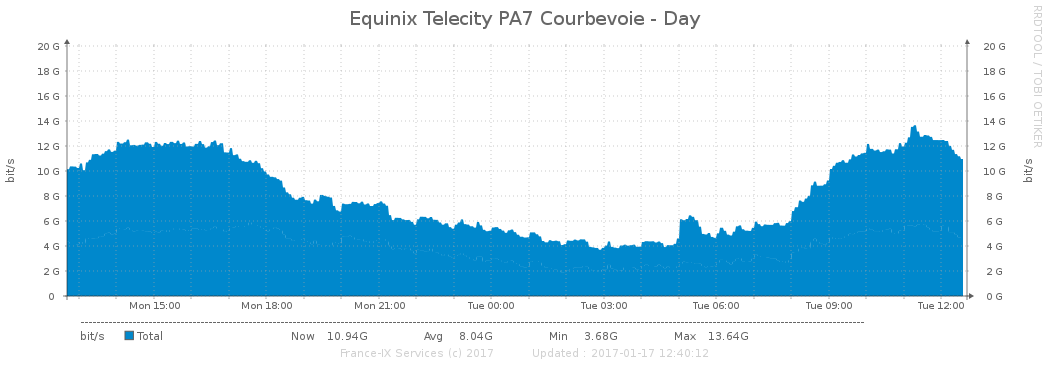 Equinix Telecity PA7 Courbevoie - Day
RRDTOOL / TOBI OETIKER
20 G 20 G
18 G 18 G
16 G 16 G
14 G 14 G
12 G 12 G
10 G 10 G
8 G 8 G
6 G 6 G
4 G 4 G
2 G 2 G
0 0 G
bit/s bit/s
Mon 15:00 Mon 18:00 Mon 21:00 Tue 00:00 Tue 03:00 Tue 06:00 Tue 09:00 Tue 12:00
bit/s Total Now 10.94G Avg 8.04G Min 3.68G Max 13.64G
France-IX Services (c) 2017 Updated : 2017-01-17 12:40:12